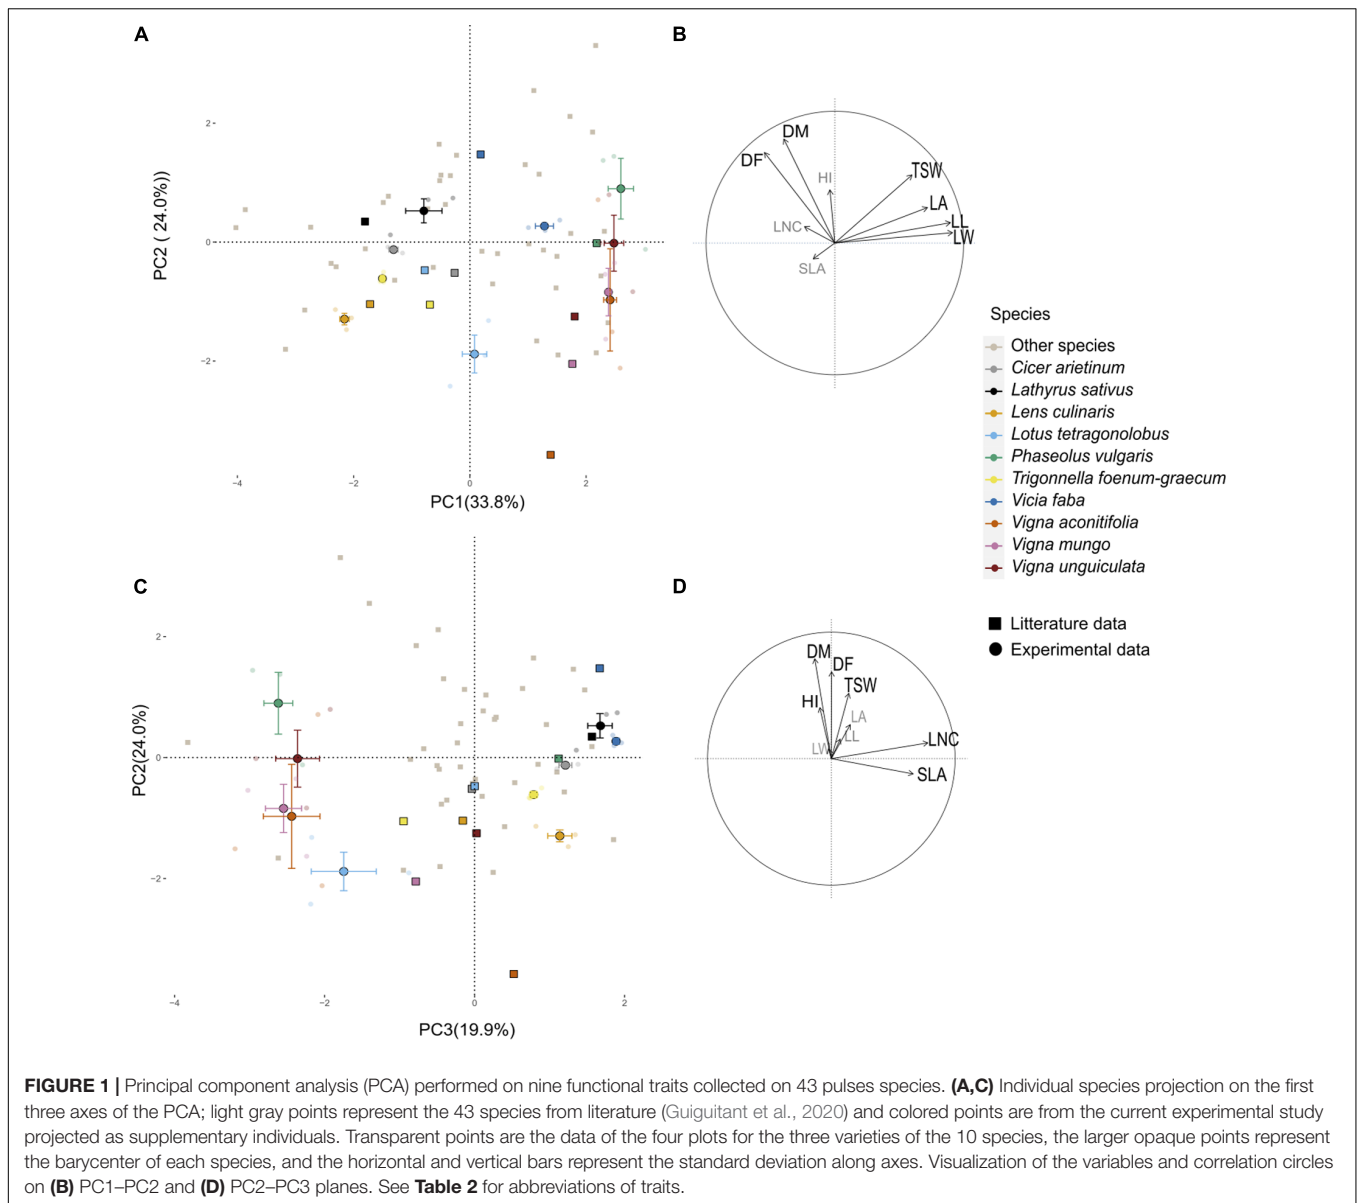 A
B
2
0
−2
PC2 ( 24.0%))
−4
−2
0
2
PC1(33.8%)
DM
DF
HI
TSW
LA
LNC
LL
LW
SLA
Species
Other species
Cicer arietinum
Lathyrus sativus
Lens culinaris
Lotus tetragonolobus
Phaseolus vulgaris
Trigonnella foenum-graecum
Vicia faba
Vigna aconitifolia
Vigna mungo
Vigna unguiculata
Litterature data
Experimental data
C
D
2
0
−2
PC2(24.0%)
−4
−2
0
2
PC3(19.9%)
DM
DF
TSW
HI
LA
LL
LW
LNC
SLA
FIGURE 1 | Principal component analysis (PCA) performed on nine functional traits collected on 43 pulses species. (A,C) Individual species projection on the first
three axes of the PCA; light gray points represent the 43 species from literature (Guiguitant et al., 2020) and colored points are from the current experimental study
projected as supplementary individuals. Transparent points are the data of the four plots for the three varieties of the 10 species, the larger opaque points represent
the barycenter of each species, and the horizontal and vertical bars represent the standard deviation along axes. Visualization of the variables and correlation circles
on (B) PC1–PC2 and (D) PC2–PC3 planes. See Table 2 for abbreviations of traits.